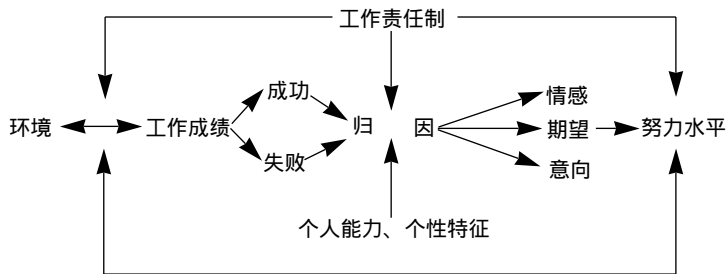 工作责任制
成功
情感
环境
工作成绩
归 因
期望
努力水平
失败
意向
个人能力、个性特征